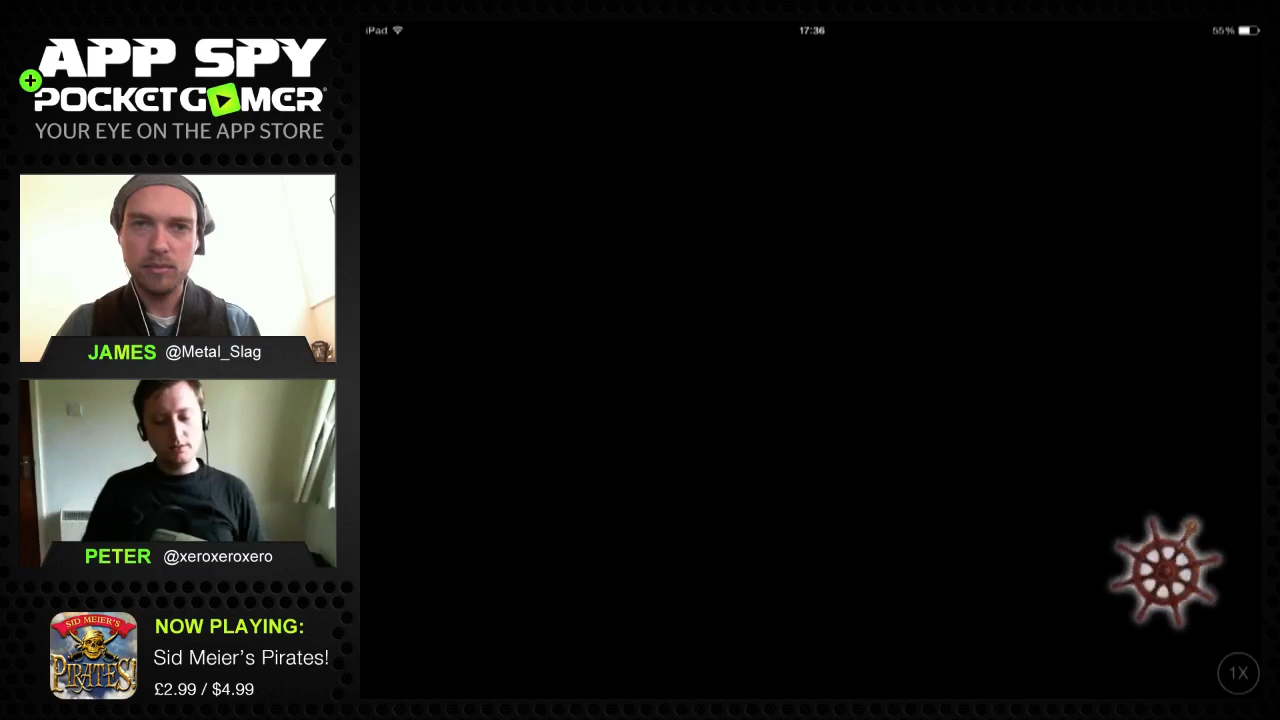 APP SPY
+
POCKET GAMER
YOUR EYE ON THE APP STORE
iPad
17:36
55%
JAMES @Metal_Slag
PETER @xeroxeroxero
SID MEIER'S
PIRATES!
NOW PLAYING:
Sid Meier's Pirates!
£2.99 / $4.99
1X